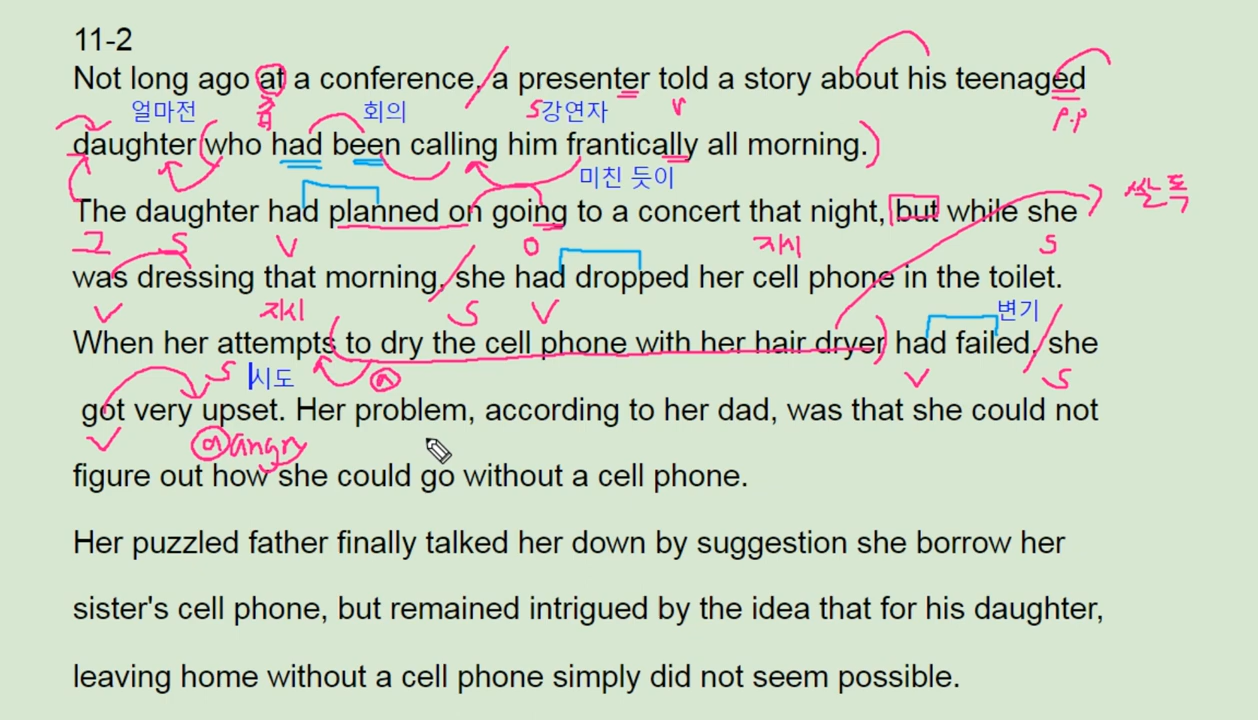 11-2
Not long ago at a conference, a presenter told a story about his teenaged
얼마전 회의 S강연자 V P.P
daughter who had been calling him frantically all morning.
미친 듯이
The daughter had planned on going to a concert that night, but while she
그 S V O 지시 S
was dressing that morning, she had dropped her cell phone in the toilet.
V 지시 S V 변기
When her attempts to dry the cell phone with her hair dryer had failed, she
S 시도 V S
got very upset. Her problem, according to her dad, was that she could not
V angry
figure out how she could go without a cell phone.
Her puzzled father finally talked her down by suggestion she borrow her
sister's cell phone, but remained intrigued by the idea that for his daughter,
leaving home without a cell phone simply did not seem possible.